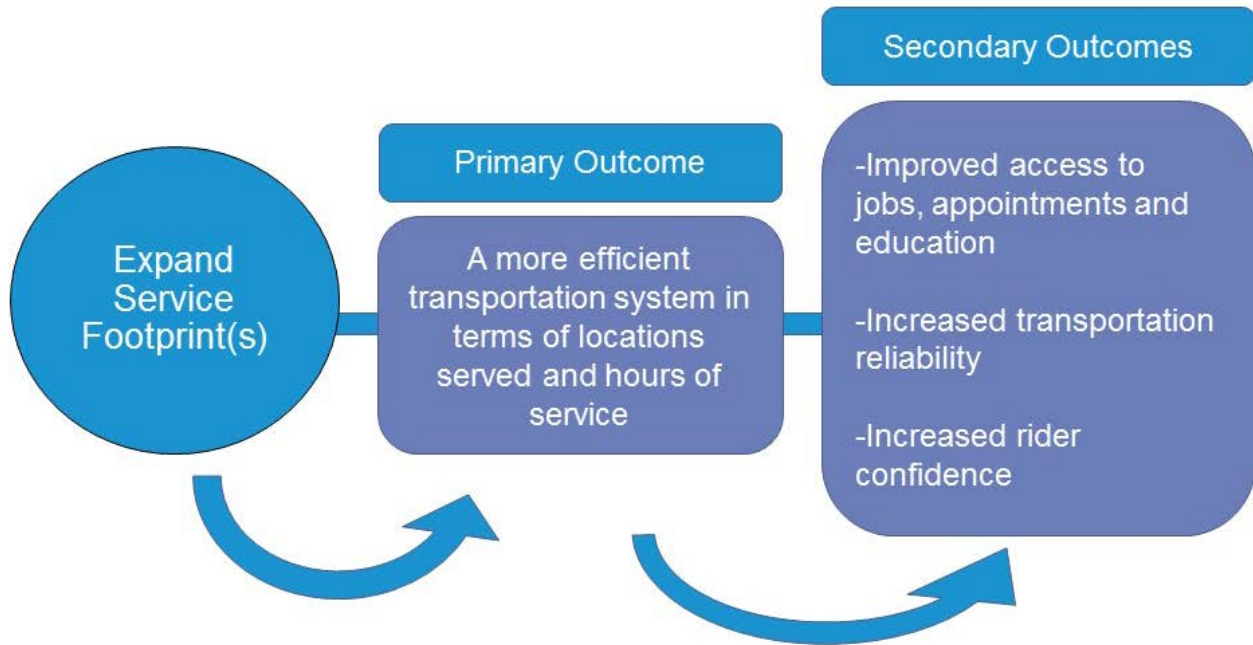 Expand
Service
Footprint(s)
Primary Outcome
A more efficient
transportation system in
terms of locations
served and hours of
service
Secondary Outcomes
-Improved access to
jobs, appointments and
education
-Increased transportation
reliability
-Increased rider
confidence